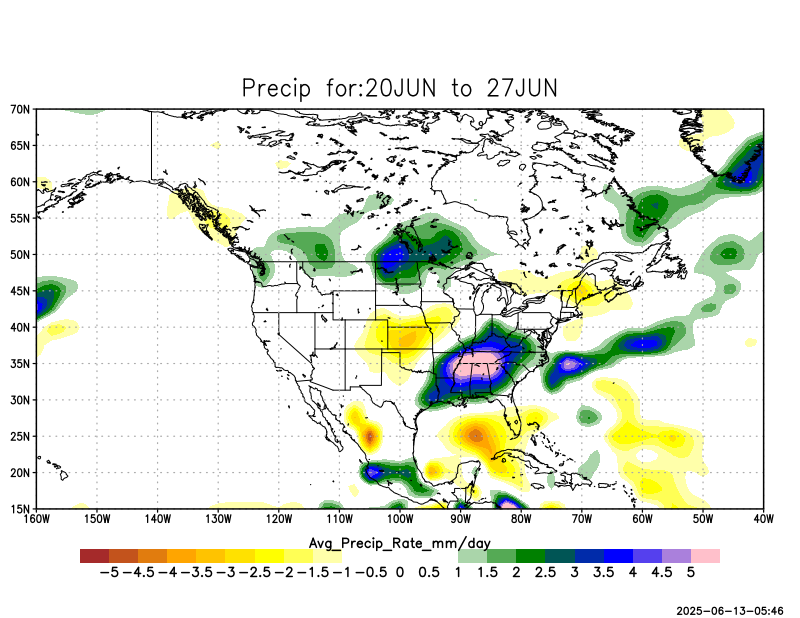 Precip for:20JUN to 27JUN
70N
65N
60N
55N
50N
45N
40N
35N
30N
25N
20N
15N
160W 150W 140W 130W 120W 110W 100W 90W 80W 70W 60W 50W 40W
Avg_Precip_Rate_mm/day
-5 -4.5 -4 -3.5 -3 -2.5 -2 -1.5 -1 -0.5 0 0.5 1 1.5 2 2.5 3 3.5 4 4.5 5
2025-06-13-05:46